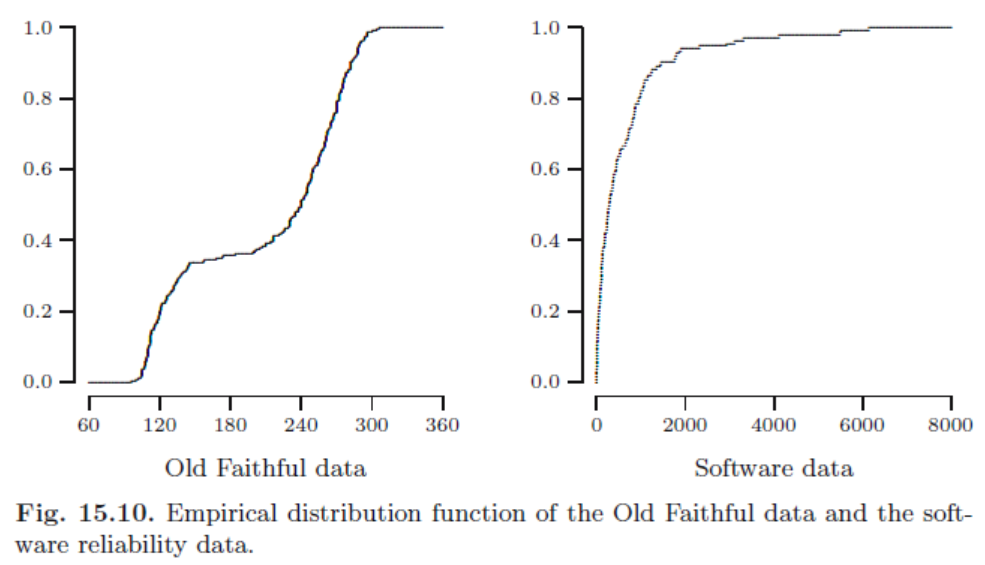 1.0
0.8
0.6
0.4
0.2
0.0
60 120 180 240 300 360
Old Faithful data
1.0
0.8
0.6
0.4
0.2
0.0
0 2000 4000 6000 8000
Software data
Fig. 15.10. Empirical distribution function of the Old Faithful data and the soft-
ware reliability data.